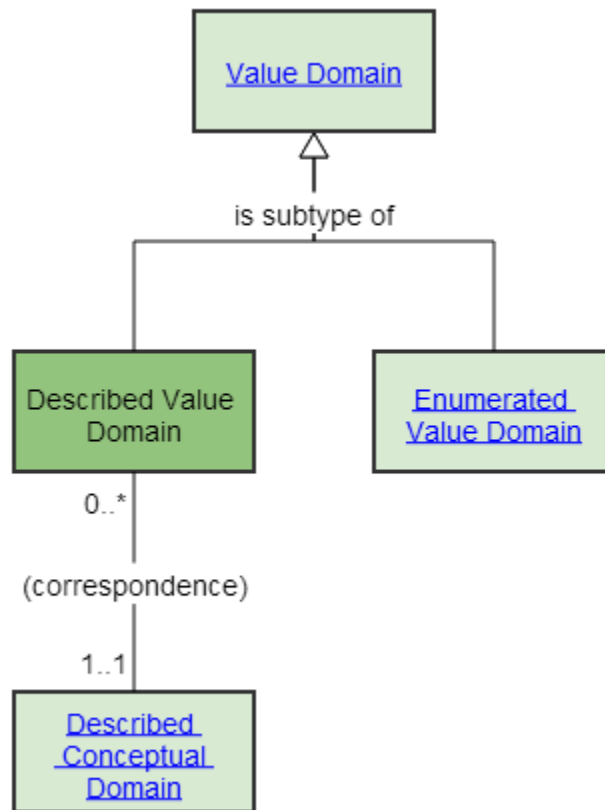 Value Domain
is subtype of
Described Value
Domain
Enumerated
Value Domain
0..*
(correspondence)
1..1
Described
Conceptual
Domain